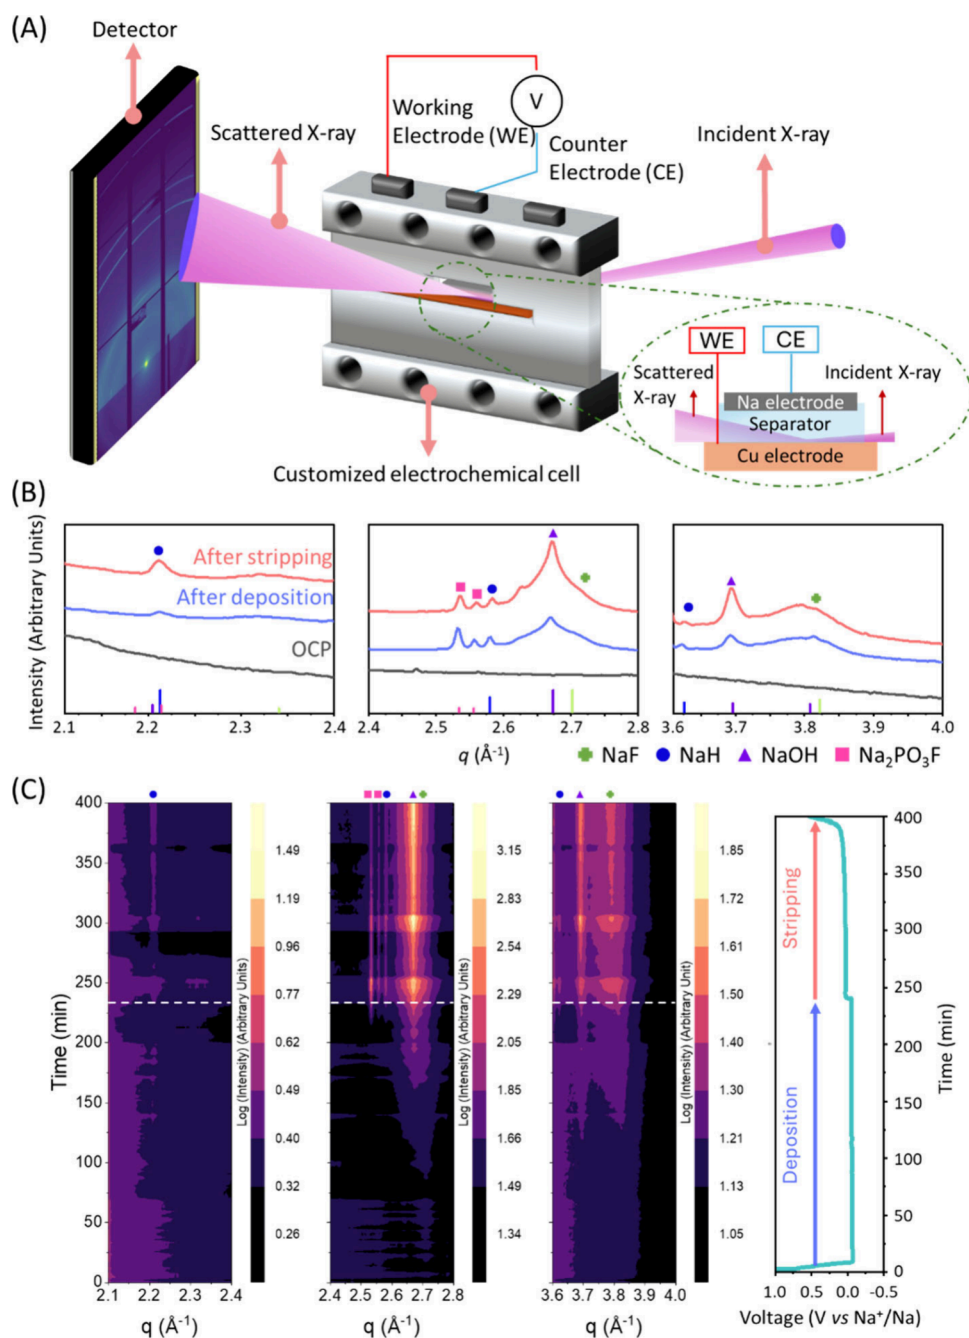 (A)
Detector
Scattered X-ray
Working
Electrode (WE)
V
Counter
Electrode (CE)
Incident X-ray
Customized electrochemical cell
WE
CE
Scattered
X-ray
Incident X-ray
Na electrode
Separator
Cu electrode
(B)
Intensity (Arbitrary Units)
After stripping
After deposition
OCP
2.1 2.2 2.3 2.4
2.4 2.5 2.6 2.7 2.8
3.6 3.7 3.8 3.9 4.0
q (Å⁻¹)
NaF NaH NaOH Na₂PO₃F
(C)
Time (min)
400
350
300
250
200
150
100
50
0
2.1 2.2 2.3 2.4
q (Å⁻¹)
Log (Intensity) (Arbitrary Units)
1.49
1.19
0.96
0.77
0.62
0.49
0.40
0.32
0.26
2.4 2.5 2.6 2.7 2.8
q (Å⁻¹)
Log (Intensity) (Arbitrary Units)
3.15
2.83
2.54
2.29
2.05
1.85
1.66
1.49
1.34
3.6 3.7 3.8 3.9 4.0
q (Å⁻¹)
Log (Intensity) (Arbitrary Unit)
1.85
1.72
1.61
1.50
1.40
1.30
1.21
1.13
1.05
Stripping
Deposition
400
350
300
250
200
150
100
50
0
Time (min)
1.0 0.5 0.0 -0.5
Voltage (V vs Na⁺/Na)